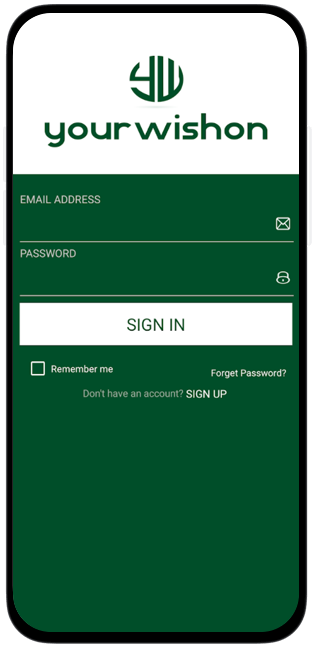 yourwishon
EMAIL ADDRESS
PASSWORD
SIGN IN
Remember me
Forget Password?
Don't have an account? SIGN UP